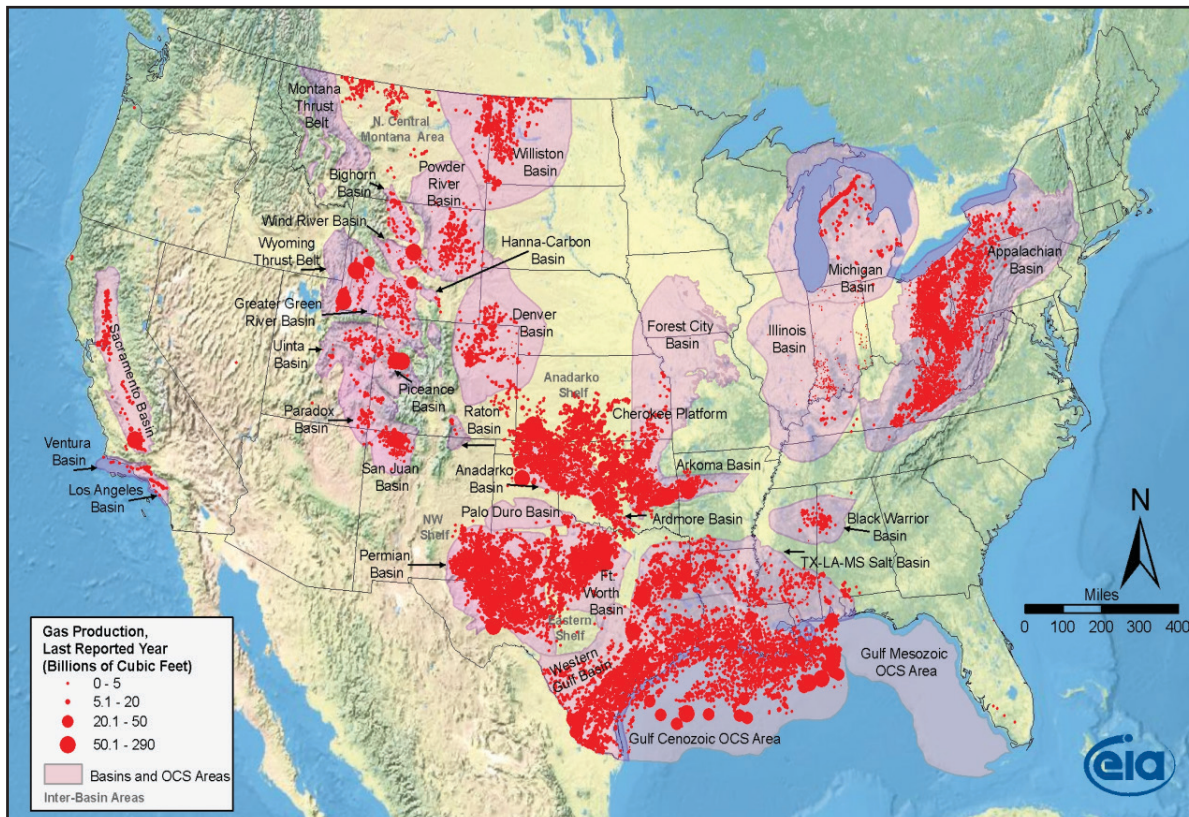 Montana
Thrust
Belt
N. Central
Montana Area
Williston
Basin
Powder
River
Basin
Bighorn
Basin
Wind River Basin
Wyoming
Thrust Belt
Hanna-Carbon
Basin
Greater Green
River Basin
Uinta
Basin
Denver
Basin
Piceance
Basin
Paradox
Basin
San Juan
Basin
Raton
Basin
Sacramento Basin
Ventura
Basin
Los Angeles
Basin
Anadarko
Shelf
Forest City
Basin
Cherokee Platform
Illinois
Basin
Michigan
Basin
Appalachian
Basin
Anadarko
Basin
Arkoma Basin
Palo Duro Basin
Ardmore Basin
NW
Shelf
Permian
Basin
Ft.
Worth
Basin
Eastern
Shelf
Black Warrior
Basin
TX-LA-MS Salt Basin
Western
Gulf Basin
Gulf Cenozoic OCS Area
Gulf Mesozoic
OCS Area
N
Miles
0 100 200 300 400
Gas Production,
Last Reported Year
(Billions of Cubic Feet)
0 - 5
5.1 - 20
20.1 - 50
50.1 - 290
Basins and OCS Areas
Inter-Basin Areas
eia